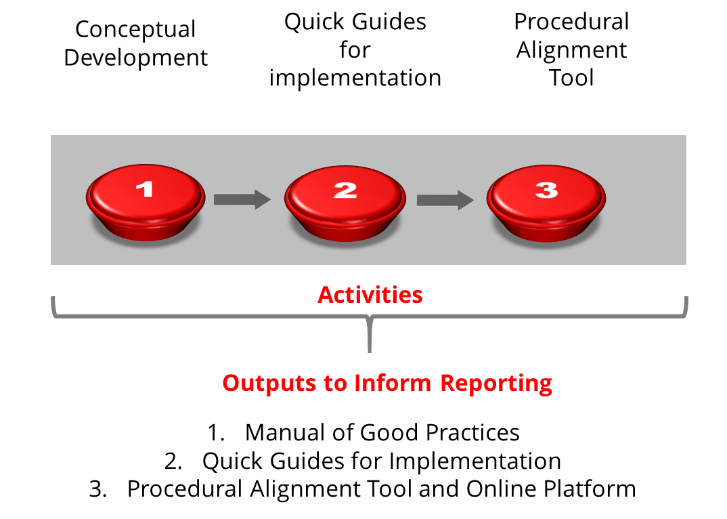 Conceptual
Development
Quick Guides
for
implementation
Procedural
Alignment
Tool
1
2
3
Activities
Outputs to Inform Reporting
1. Manual of Good Practices
2. Quick Guides for Implementation
3. Procedural Alignment Tool and Online Platform